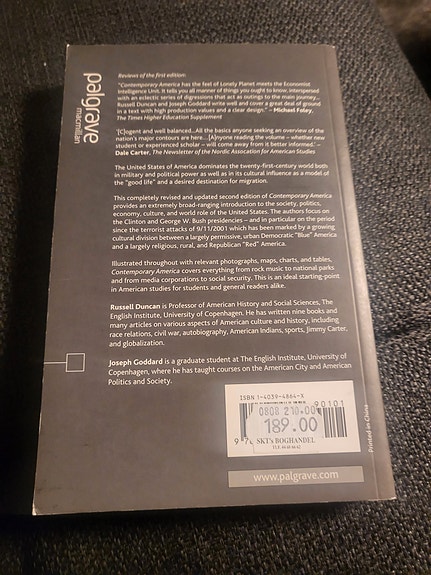 palgrave
macmillan
Reviews of the first edition:
"Contemporary America has the feel of Lonely Planet meets the Economist
Intelligence Unit. It tells you all manner of things you ought to know, interspersed
with an eclectic series of digressions that act as outings to the main journey...
Russell Duncan and Joseph Goddard write well and cover a great deal of ground
in a text with high production values and a clear design." – Michael Foley,
The Times Higher Education Supplement
'[C]ogent and well balanced...All the basics anyone seeking an overview of the
nation's major contours are here....[A]nyone reading the volume – whether new
student or experienced scholar – will come away from it better informed.' –
Dale Carter, The Newsletter of the Nordic Association for American Studies
The United States of America dominates the twenty-first-century world both
in military and political power as well as in its cultural influence as a model of
the "good life" and a desired destination for migration.
This completely revised and updated second edition of Contemporary America
provides an extremely broad-ranging introduction to the society, politics,
economy, culture, and world role of the United States. The authors focus on
the Clinton and George W. Bush presidencies – and in particular on the period
since the terrorist attacks of 9/11/2001 which has been marked by a growing
cultural division between a largely permissive, urban Democratic "Blue" America
and a largely religious, rural, and Republican "Red" America.
Illustrated throughout with relevant photographs, maps, charts, and tables,
Contemporary America covers everything from rock music to national parks
and from media corporations to social security. This is an ideal starting-point
in American studies for students and general readers alike.
Russell Duncan is Professor of American History and Social Sciences, The
English Institute, University of Copenhagen. He has written nine books and
many articles on various aspects of American culture and history, including
race relations, civil war, autobiography, American Indians, sports, Jimmy Carter,
and globalization.
Joseph Goddard is a graduate student at The English Institute, University of
Copenhagen, where he has taught courses on the American City and American
Politics and Society.
ISBN 1-4039-4864-X
90101
0808 210.00
189.00
9
SKT's BOGHANDEL
Printed in China
www.palgrave.com